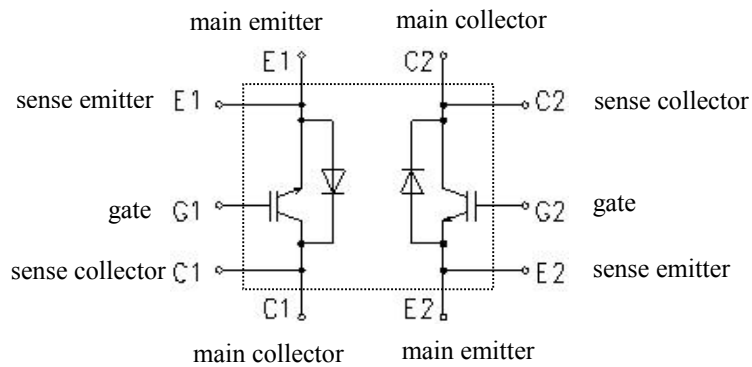 main emitter main collector
E1 C2
sense emitter E1 C2 sense collector
gate G1 G2 gate
sense collector C1 E2 sense emitter
C1 E2
main collector main emitter